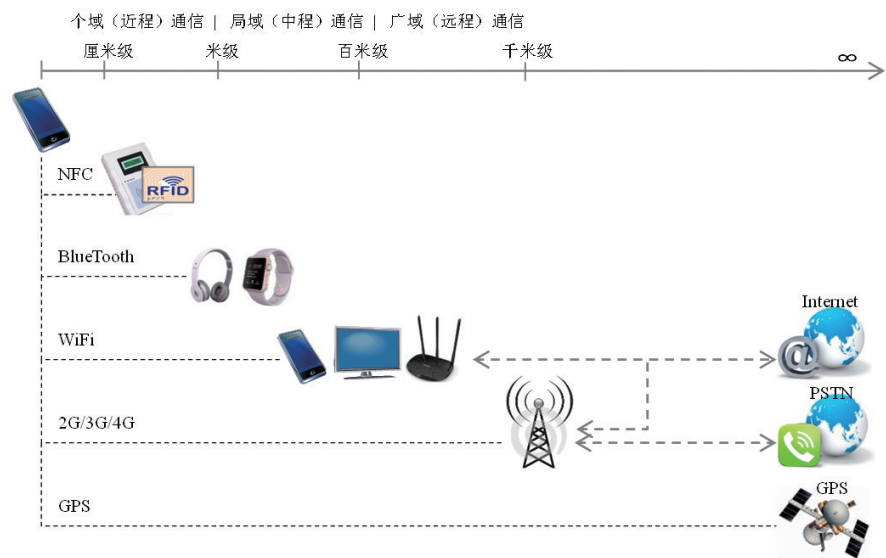 个域（近程）通信 | 局域（中程）通信 | 广域（远程）通信
厘米级 米级 百米级 千米级 ∞
NFC
RFID
BlueTooth
Internet
WiFi
@
PSTN
2G/3G/4G
GPS
GPS